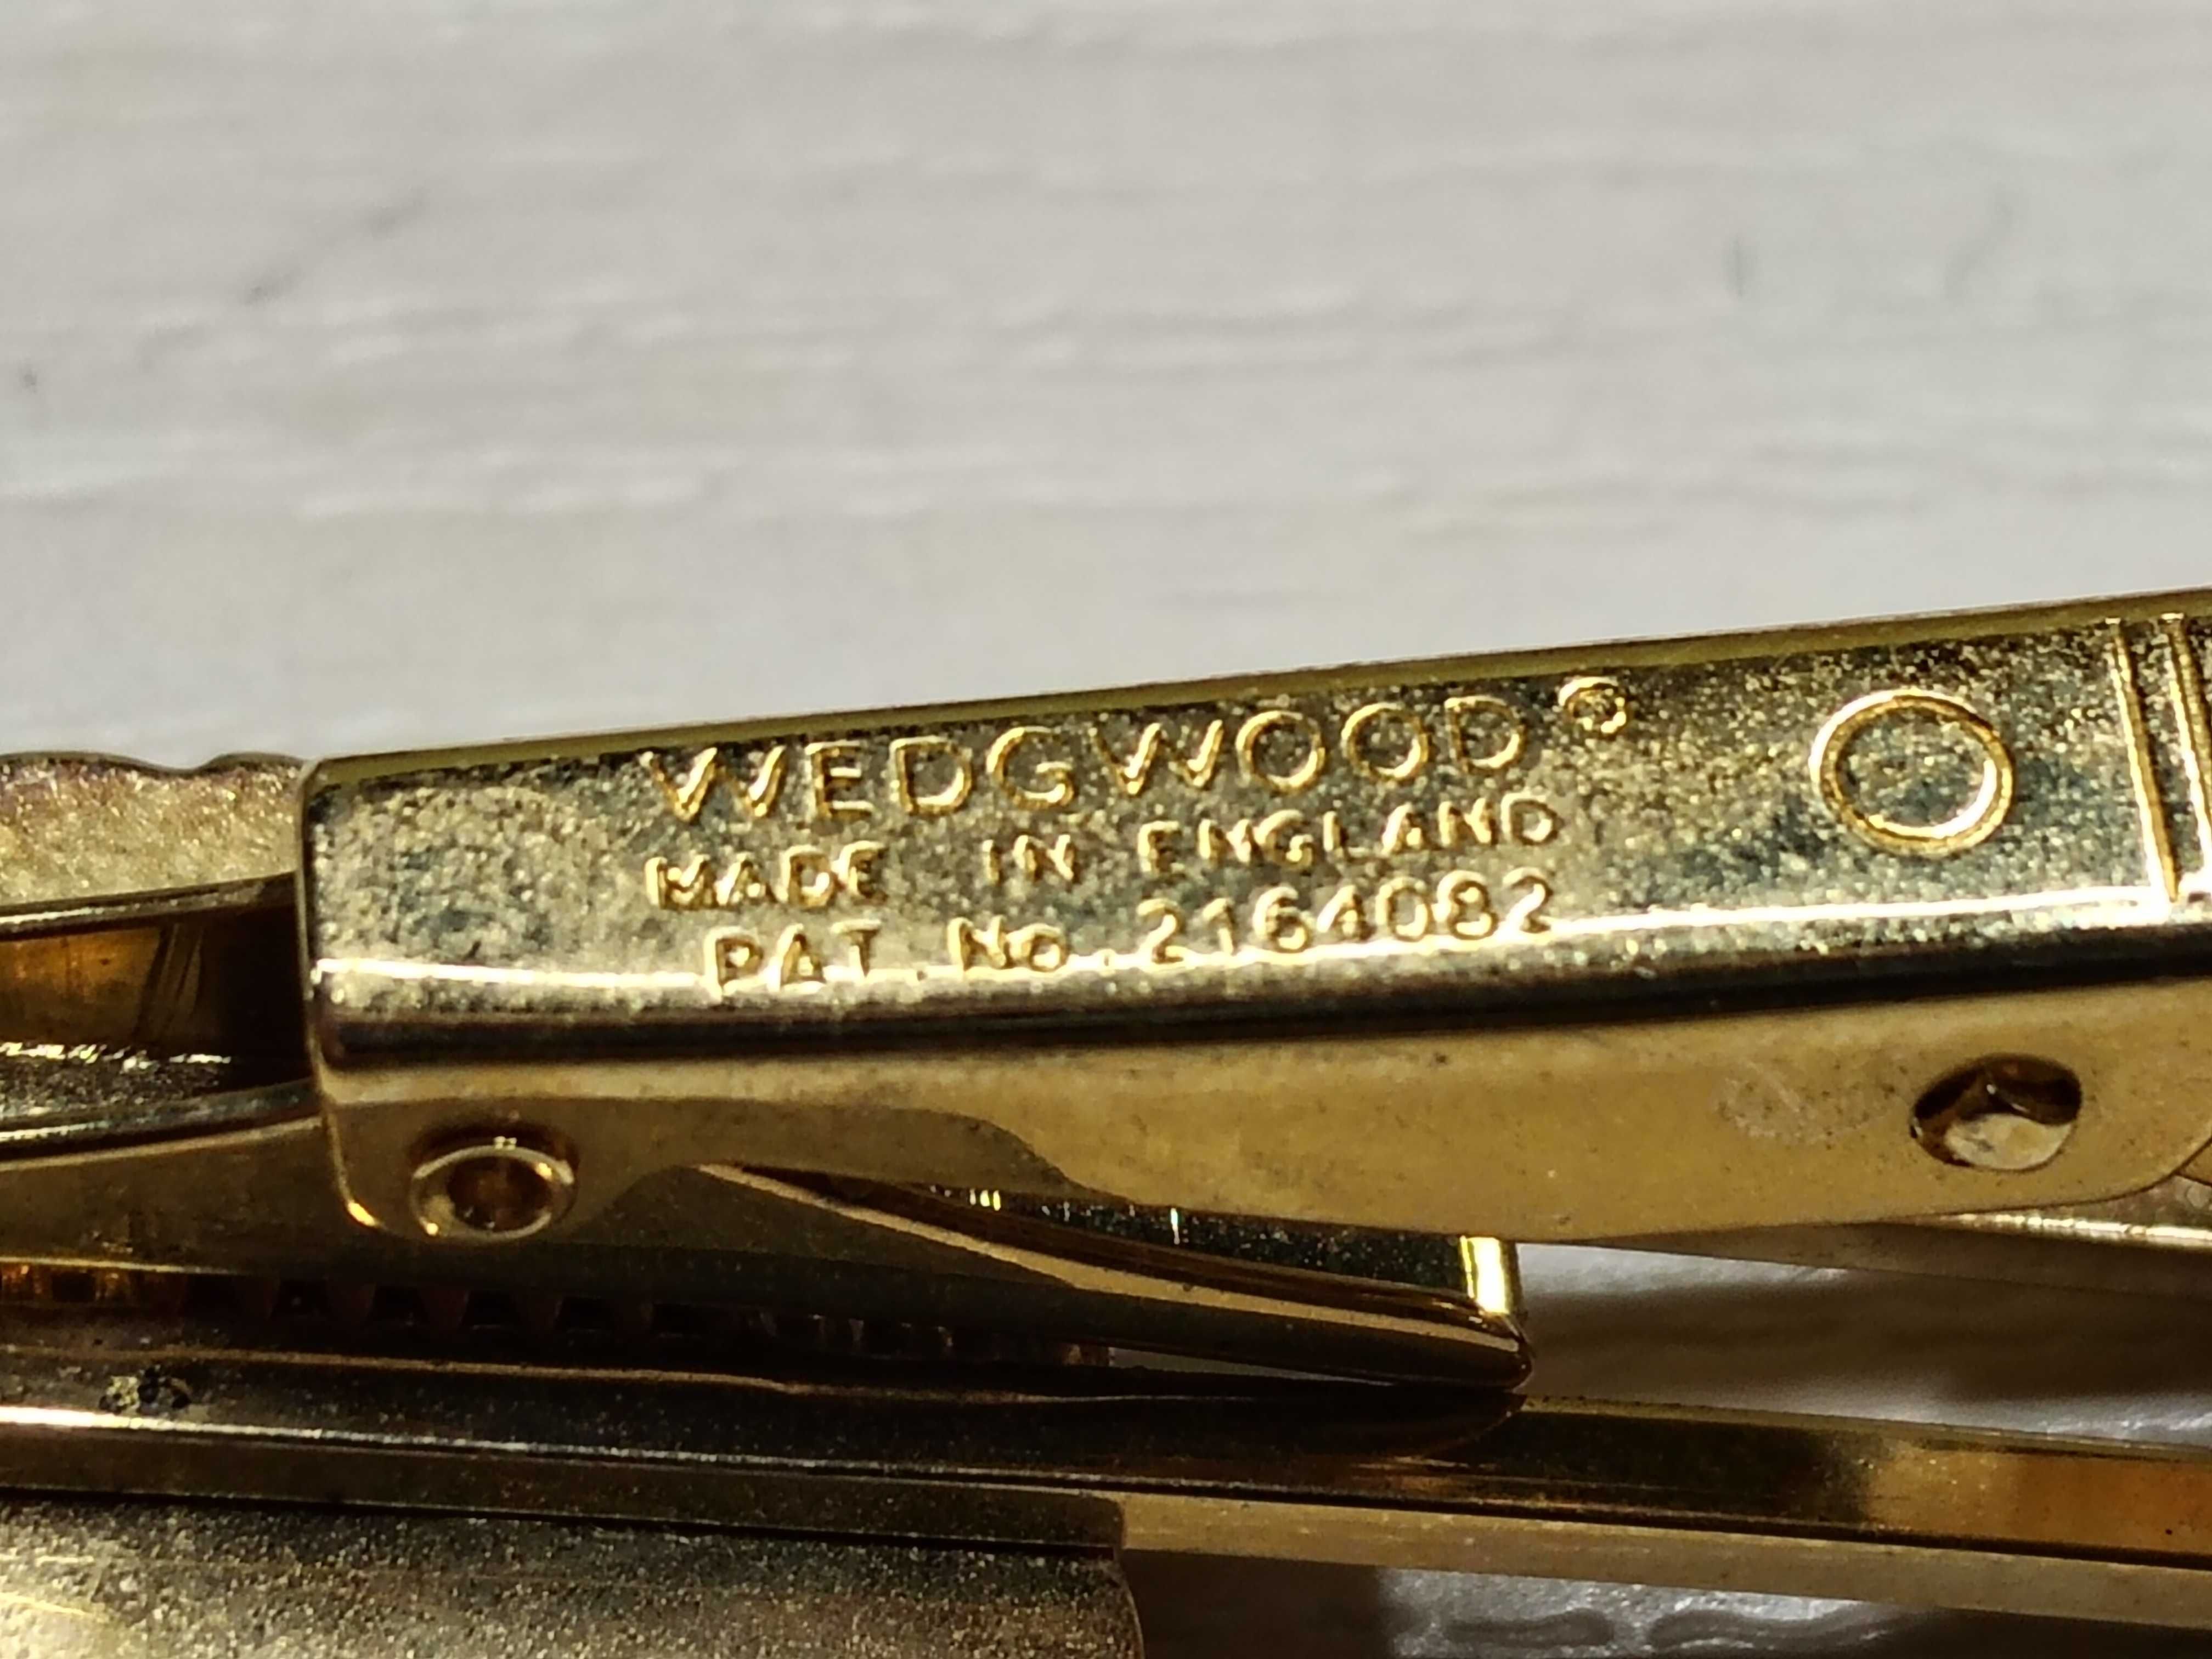 WEDGWOOD®
MADE IN ENGLAND
PAT. No. 2164082